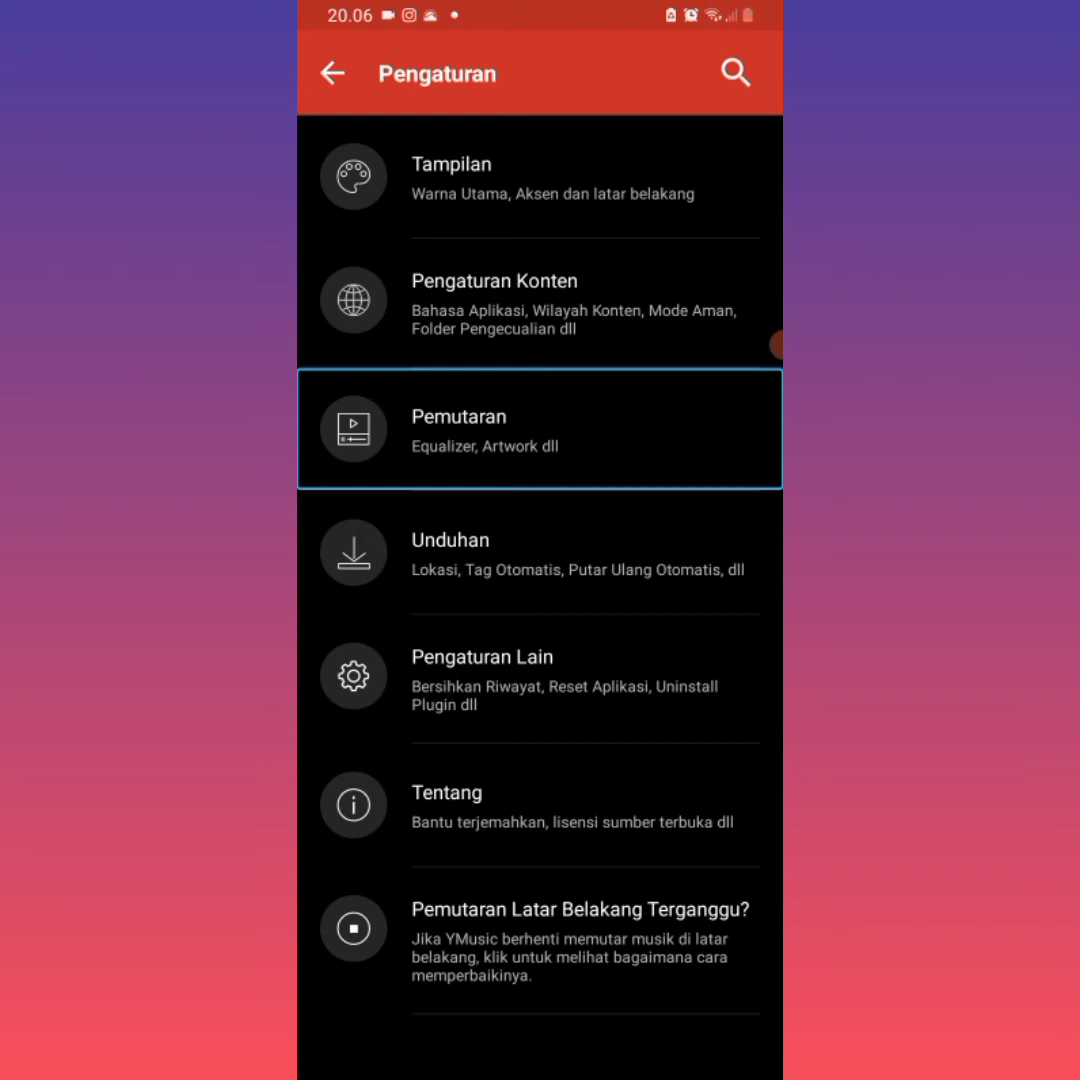 20.06
Pengaturan
Tampilan
Warna Utama, Aksen dan latar belakang
Pengaturan Konten
Bahasa Aplikasi, Wilayah Konten, Mode Aman,
Folder Pengecualian dll
Pemutaran
Equalizer, Artwork dll
Unduhan
Lokasi, Tag Otomatis, Putar Ulang Otomatis, dll
Pengaturan Lain
Bersihkan Riwayat, Reset Aplikasi, Uninstall
Plugin dll
Tentang
Bantu terjemahkan, lisensi sumber terbuka dll
Pemutaran Latar Belakang Terganggu?
Jika YMusic berhenti memutar musik di latar
belakang, klik untuk melihat bagaimana cara
memperbaikinya.